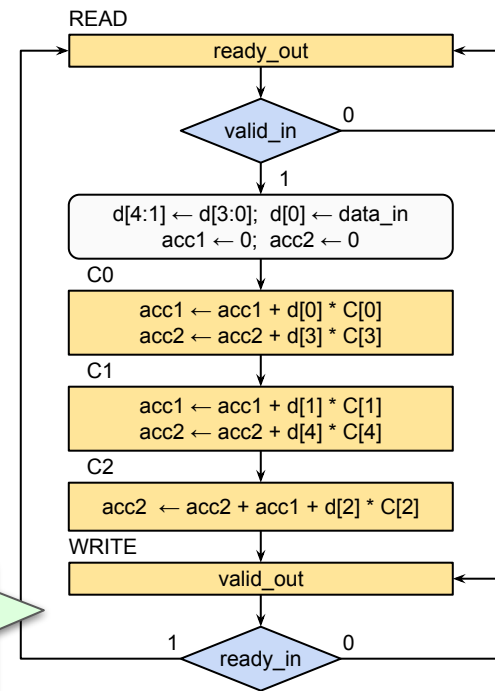 READ
ready_out
valid_in
0
1
d[4:1] ← d[3:0]; d[0] ← data_in
acc1 ← 0; acc2 ← 0
C0
acc1 ← acc1 + d[0] * C[0]
acc2 ← acc2 + d[3] * C[3]
C1
acc1 ← acc1 + d[1] * C[1]
acc2 ← acc2 + d[4] * C[4]
C2
acc2 ← acc2 + acc1 + d[2] * C[2]
WRITE
valid_out
1
0
ready_in